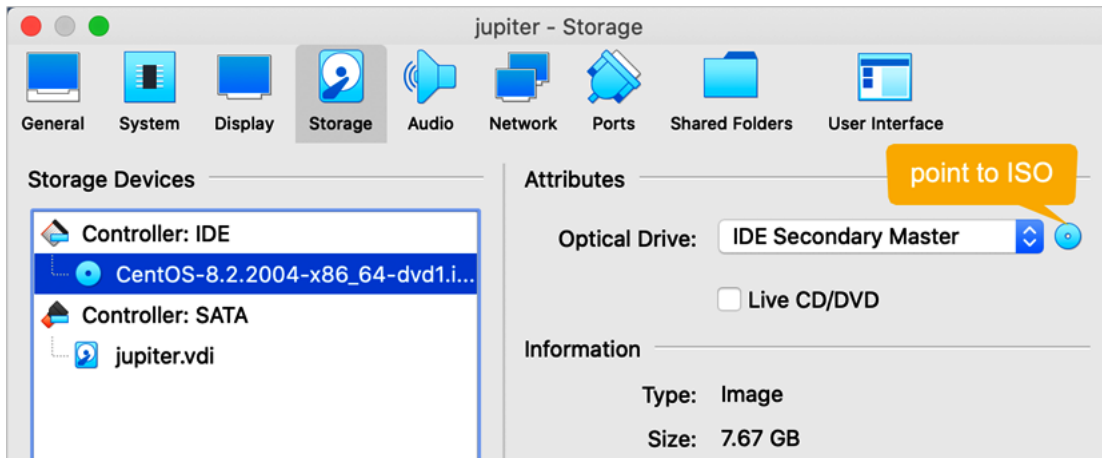 jupiter - Storage
General System Display Storage Audio Network Ports Shared Folders User Interface
Storage Devices
Controller: IDE
CentOS-8.2.2004-x86_64-dvd1.i...
Controller: SATA
jupiter.vdi
Attributes
point to ISO
Optical Drive: IDE Secondary Master
Live CD/DVD
Information
Type: Image
Size: 7.67 GB